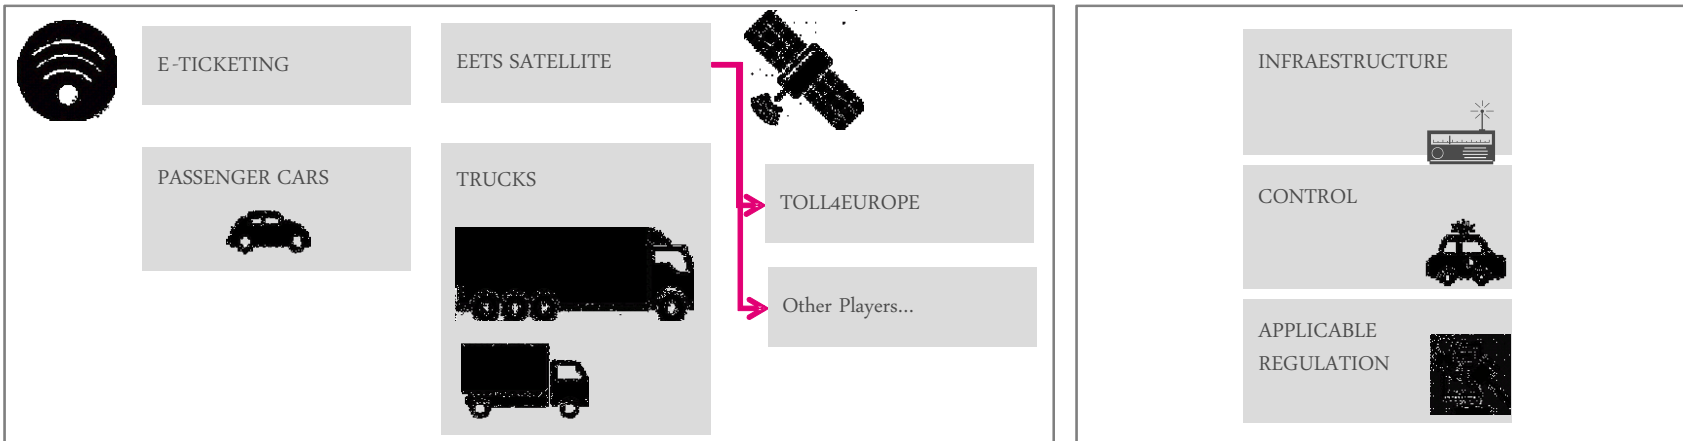 E-TICKETING
EETS SATELLITE
PASSENGER CARS
TRUCKS
TOLL4EUROPE
Other Players...
INFRAESTRUCTURE
CONTROL
APPLICABLE
REGULATION